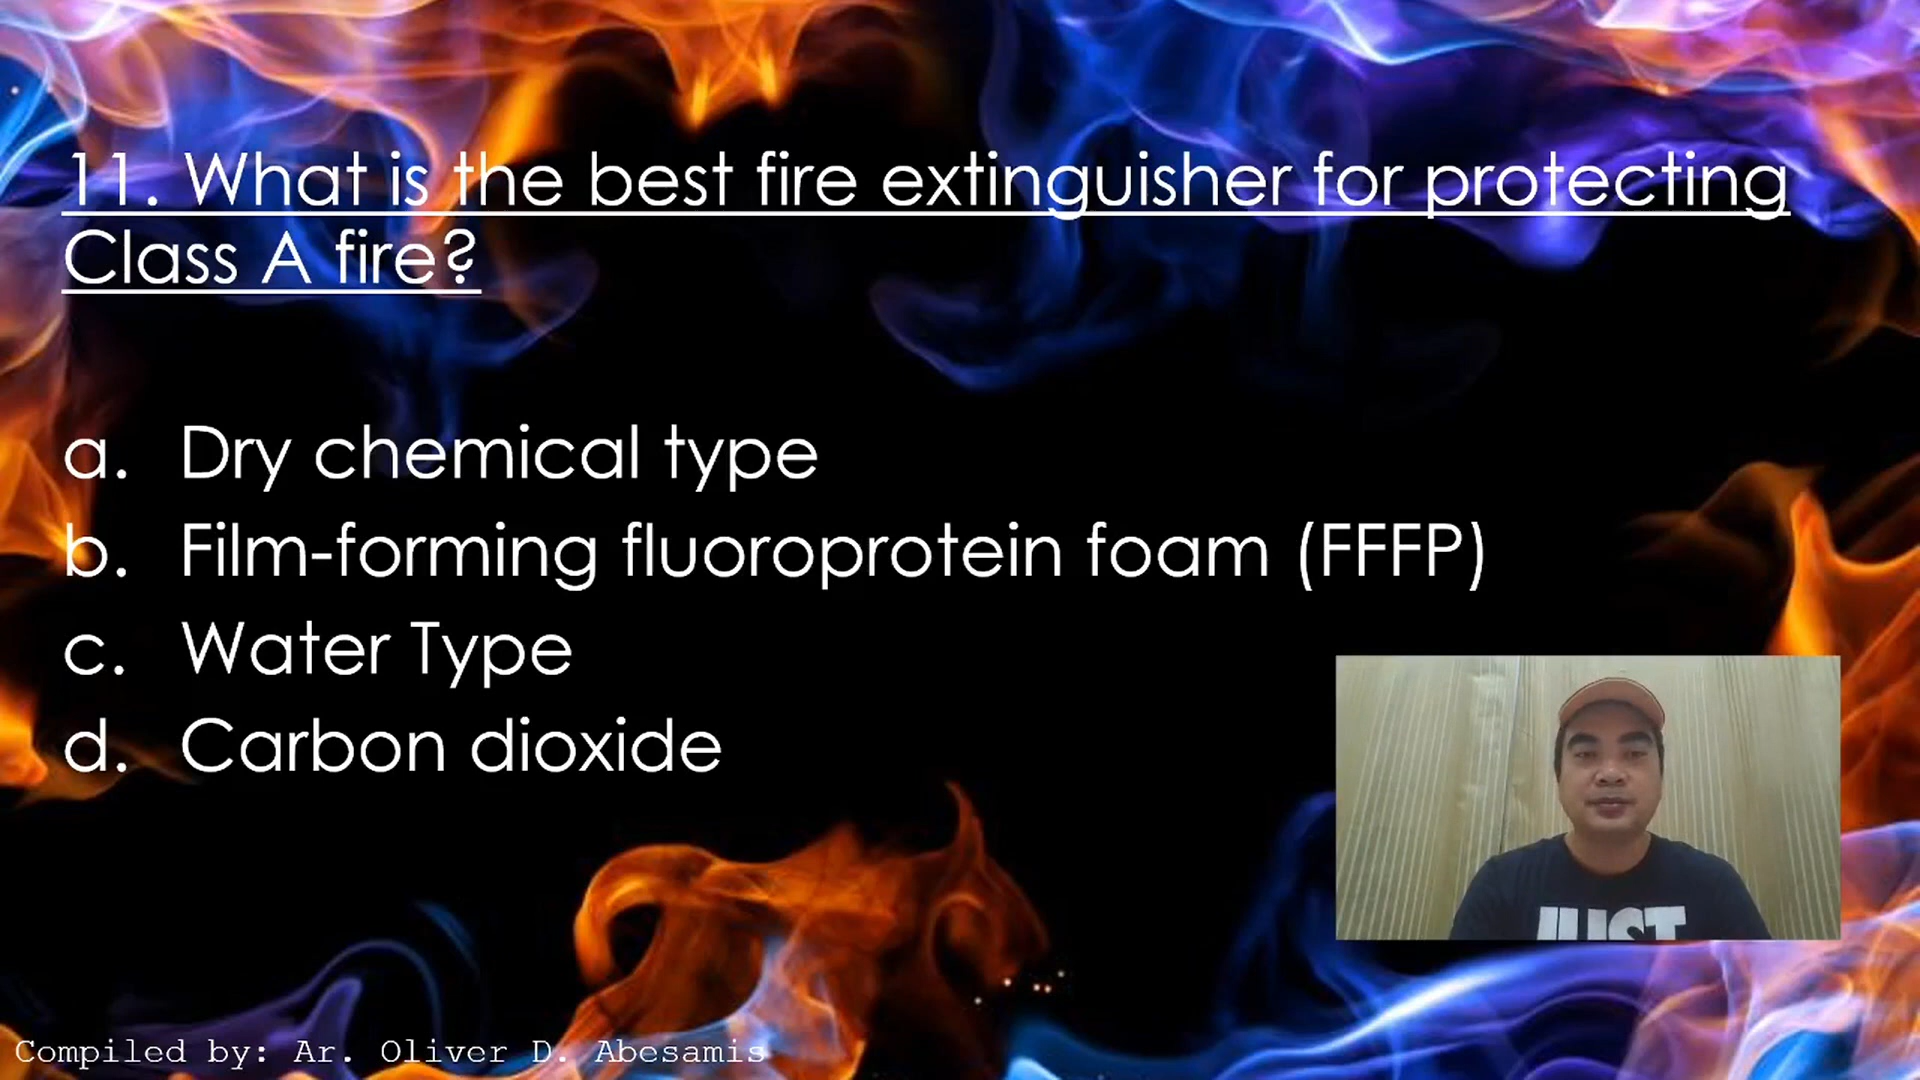 11. What is the best fire extinguisher for protecting
Class A fire?
a. Dry chemical type
b. Film-forming fluoroprotein foam (FFFP)
c. Water Type
d. Carbon dioxide
JUST
Compiled by: Ar. Oliver D. Abesamis